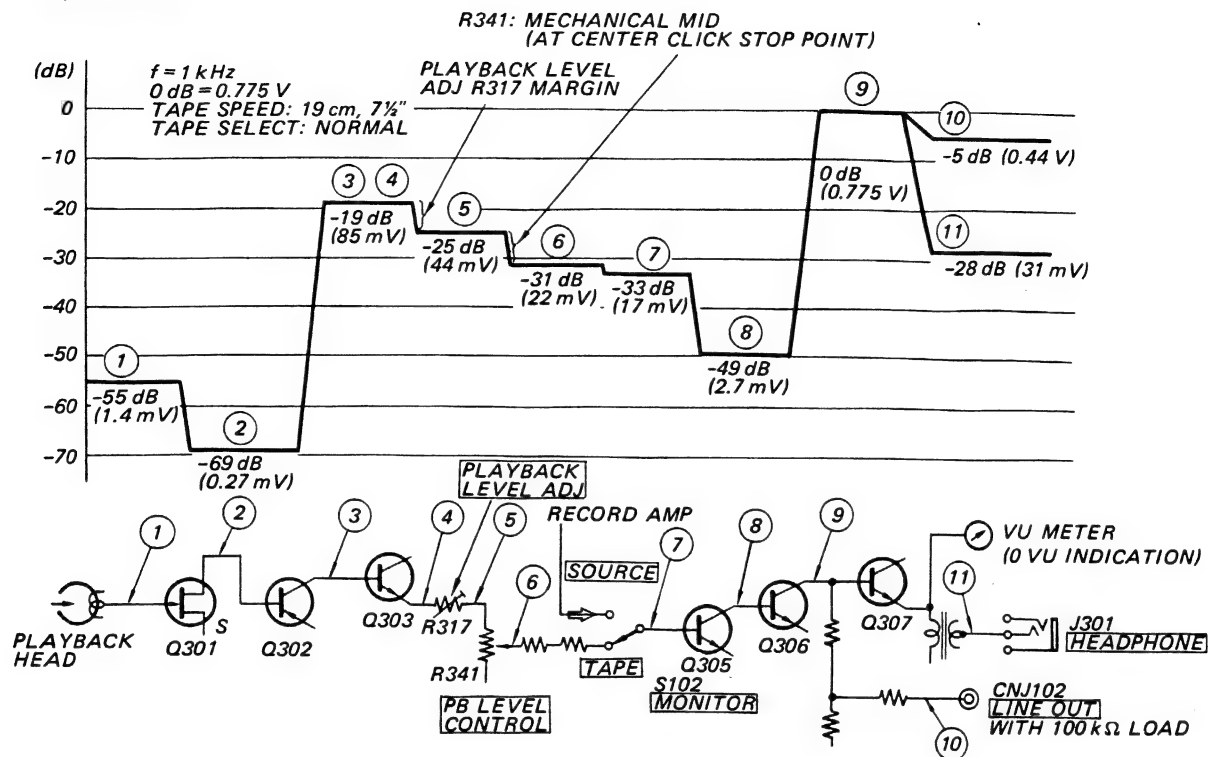 R341: MECHANICAL MID
(AT CENTER CLICK STOP POINT)
(dB)
f = 1 kHz
0 dB = 0.775 V
TAPE SPEED: 19 cm, 7½"
TAPE SELECT: NORMAL
PLAYBACK LEVEL
ADJ R317 MARGIN
0
-10
-20
-30
-40
-50
-60
-70
1
-55 dB
(1.4 mV)
2
-69 dB
(0.27 mV)
3 4
-19 dB
(85 mV)
5
-25 dB
(44 mV)
6
-31 dB
(22 mV)
7
-33 dB
(17 mV)
8
-49 dB
(2.7 mV)
9
0 dB
(0.775 V)
10
-5 dB (0.44 V)
11
-28 dB (31 mV)
1
PLAYBACK
HEAD
Q301
S
2
Q302
3
Q303
4
PLAYBACK
LEVEL ADJ
R317
5
R341
PB LEVEL
CONTROL
6
RECORD AMP
SOURCE
TAPE
7
S102
MONITOR
Q305
8
Q306
9
Q307
VU METER
(0 VU INDICATION)
11
J301
HEADPHONE
CNJ102
LINE OUT
WITH 100 kΩ LOAD
10